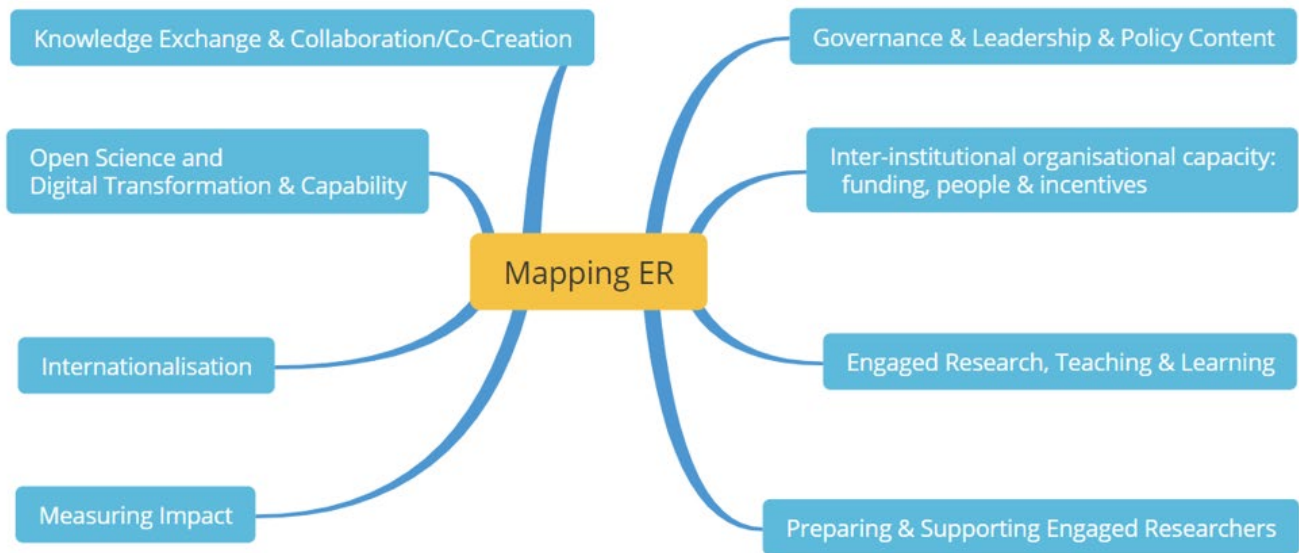 Knowledge Exchange & Collaboration/Co-Creation
Open Science and
Digital Transformation & Capability
Internationalisation
Measuring Impact
Mapping ER
Governance & Leadership & Policy Content
Inter-institutional organisational capacity:
funding, people & incentives
Engaged Research, Teaching & Learning
Preparing & Supporting Engaged Researchers